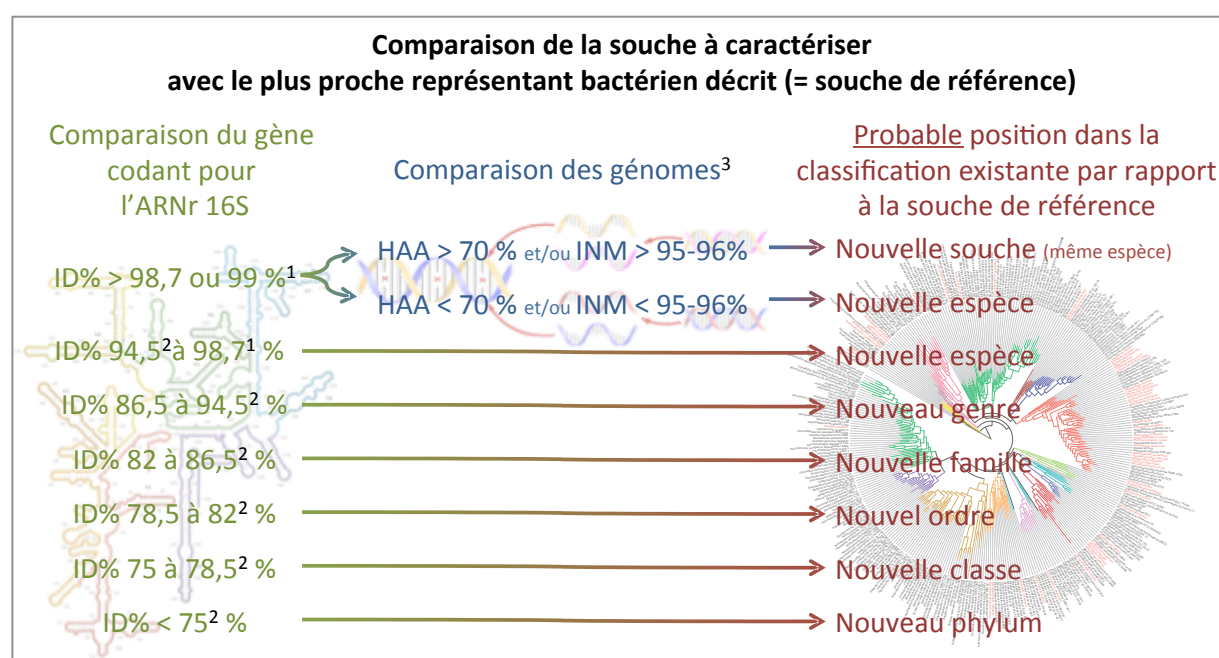 Comparaison de la souche à caractériser
avec le plus proche représentant bactérien décrit (= souche de référence)
Comparaison du gène
codant pour
l'ARNr 16S
Comparaison des génomes³
Probable position dans la
classification existante par rapport
à la souche de référence
ID% > 98,7 ou 99 %¹
HAA > 70 % et/ou INM > 95-96%
Nouvelle souche (même espèce)
HAA < 70 % et/ou INM < 95-96%
Nouvelle espèce
ID% 94,5²à 98,7¹ %
Nouvelle espèce
ID% 86,5 à 94,5² %
Nouveau genre
ID% 82 à 86,5² %
Nouvelle famille
ID% 78,5 à 82² %
Nouvel ordre
ID% 75 à 78,5² %
Nouvelle classe
ID% < 75² %
Nouveau phylum